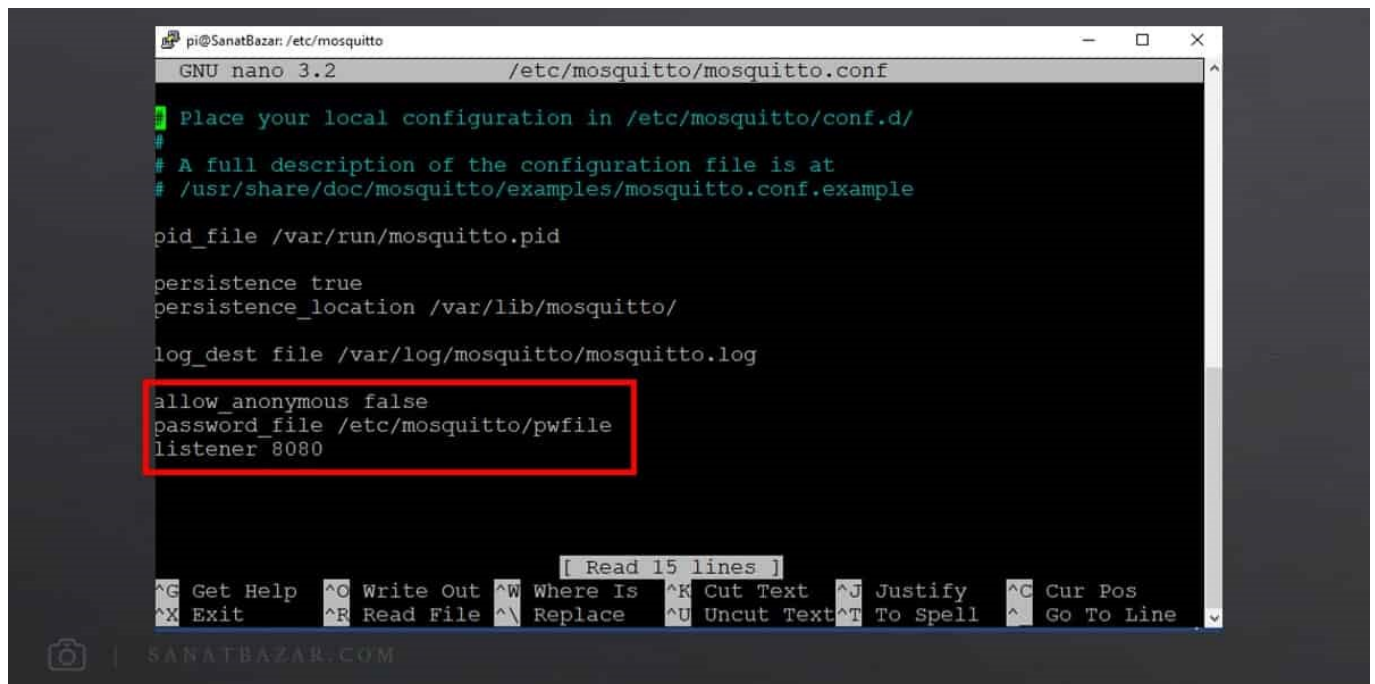 pi@SanatBazar: /etc/mosquitto
GNU nano 3.2 /etc/mosquitto/mosquitto.conf
# Place your local configuration in /etc/mosquitto/conf.d/
#
# A full description of the configuration file is at
# /usr/share/doc/mosquitto/examples/mosquitto.conf.example
pid_file /var/run/mosquitto.pid
persistence true
persistence_location /var/lib/mosquitto/
log_dest file /var/log/mosquitto/mosquitto.log
allow_anonymous false
password_file /etc/mosquitto/pwfile
listener 8080
[ Read 15 lines ]
^G Get Help ^O Write Out ^W Where Is ^K Cut Text ^J Justify ^C Cur Pos
^X Exit ^R Read File ^\ Replace ^U Uncut Text ^T To Spell ^_ Go To Line
SANATBAZAR.COM